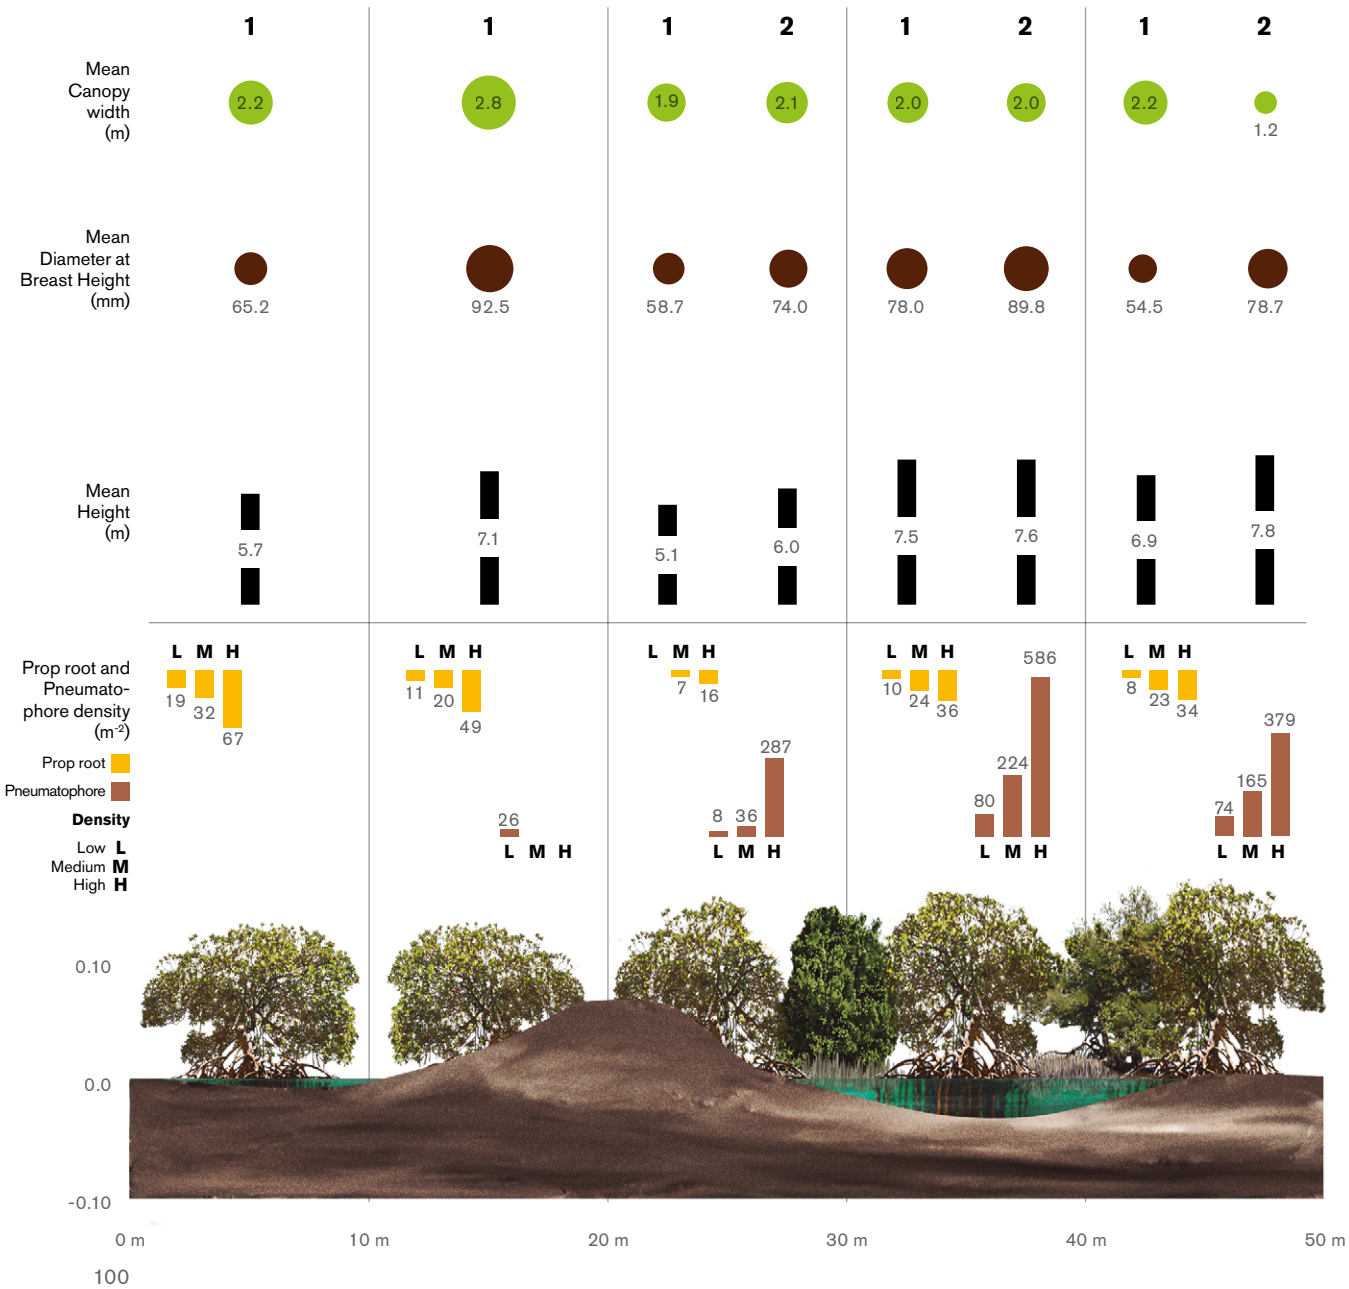 1 1 1 2 1 2 1 2
Mean
Canopy
width
(m)
2.2 2.8 1.9 2.1 2.0 2.0 2.2
1.2
Mean
Diameter at
Breast Height
(mm)
65.2 92.5 58.7 74.0 78.0 89.8 54.5 78.7
Mean
Height
(m)
5.7 7.1 5.1 6.0 7.5 7.6 6.9 7.8
L M H L M H L M H L M H L M H
Prop root and
Pneumato-
phore density
(m⁻²)
19 32 67
11 20 49
7 16
10 24 36
8 23 34
Prop root
Pneumatophore
26
8 36 287
80 224 586
74 165 379
L M H L M H L M H L M H
Density
Low L
Medium M
High H
0.10
0.0
-0.10
0 m 10 m 20 m 30 m 40 m 50 m
100